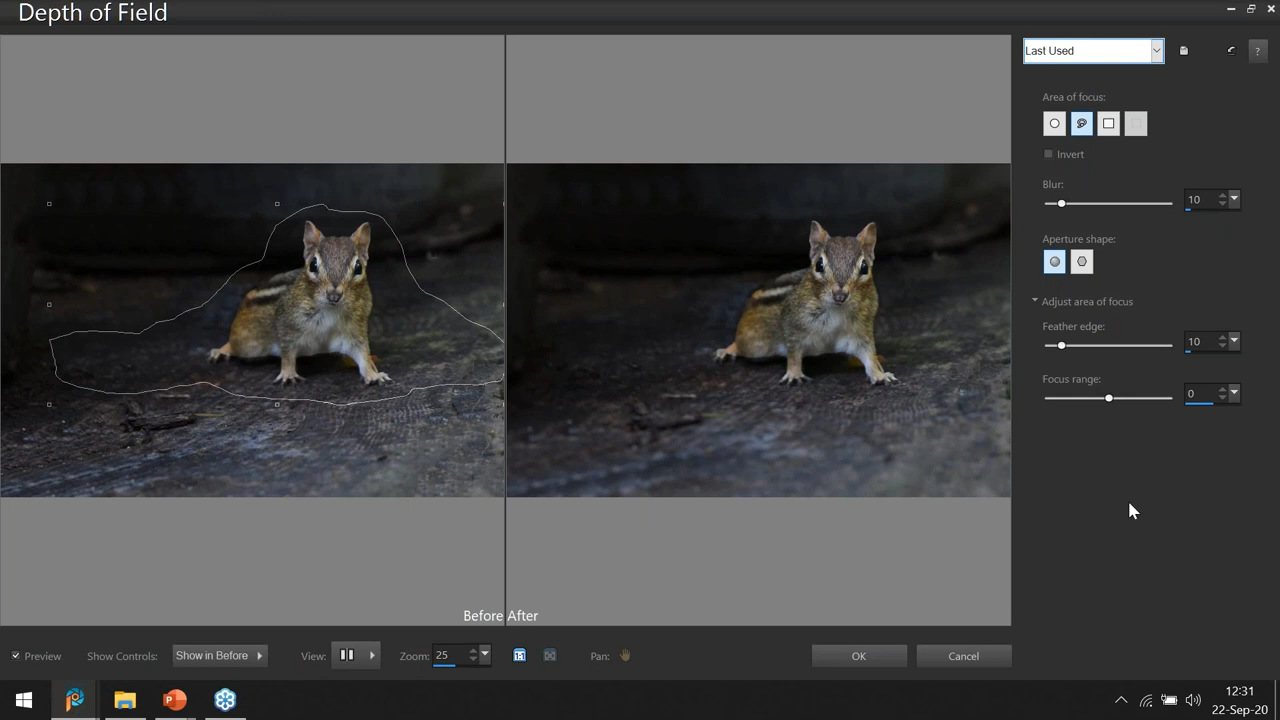 Depth of Field
Last Used
?
Area of focus:
Invert
Blur:
10
Aperture shape:
Adjust area of focus
Feather edge:
10
Focus range:
0
Before After
Preview
Show Controls:
Show in Before
View:
Zoom:
25
1:1
Pan:
OK
Cancel
P
12:31
22-Sep-20